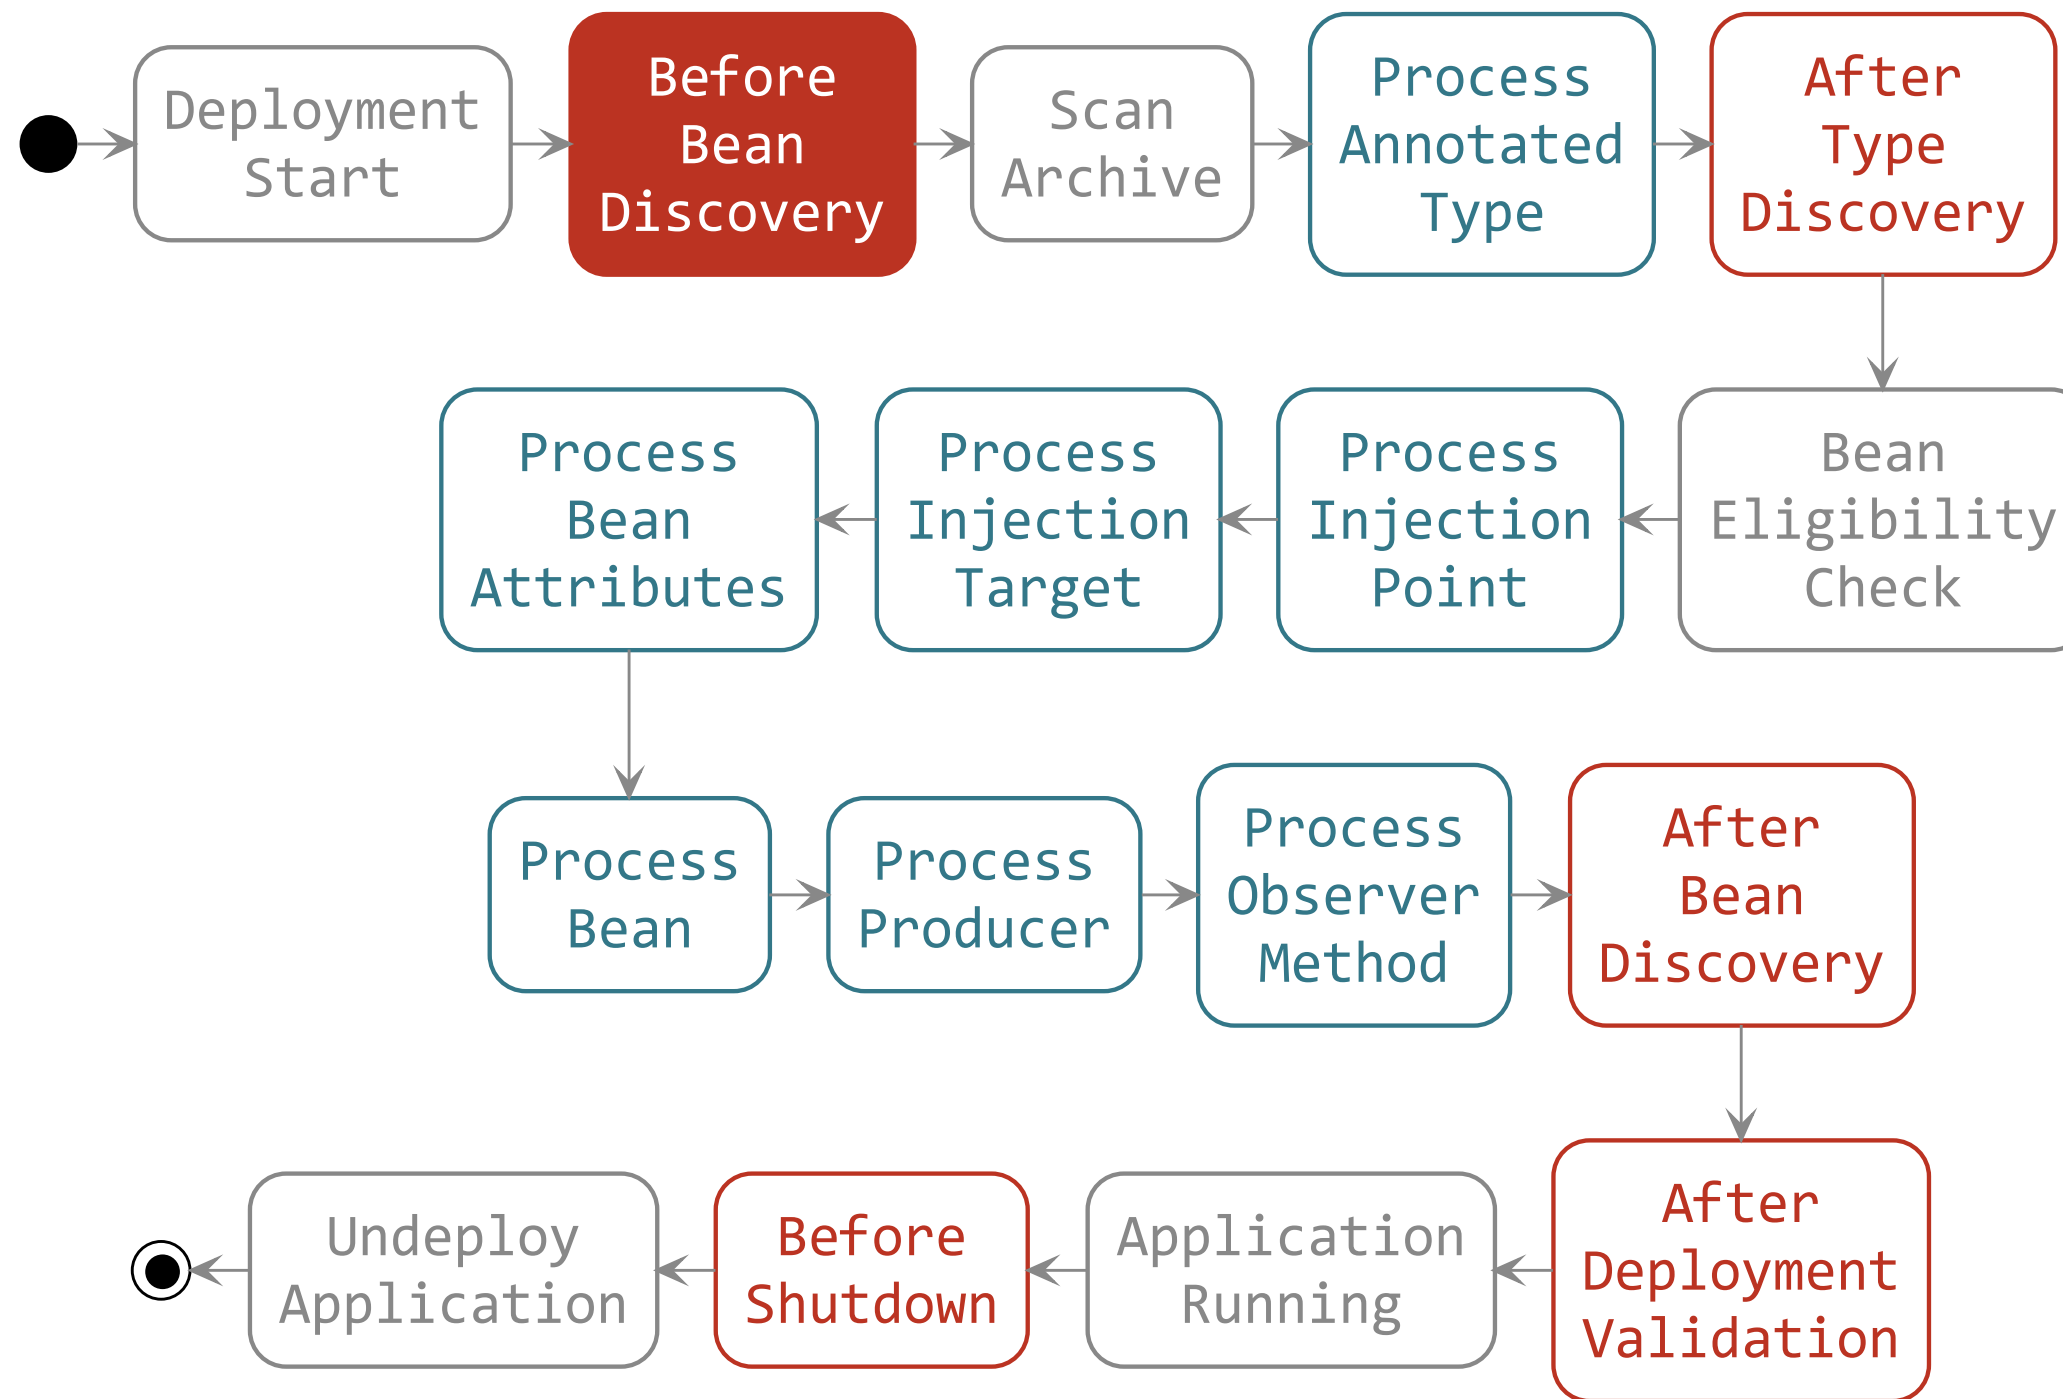 Deployment
Start
Before
Bean
Discovery
Scan
Archive
Process
Annotated
Type
After
Type
Discovery
Bean
Eligibility
Check
Process
Injection
Point
Process
Injection
Target
Process
Bean
Attributes
Process
Bean
Process
Producer
Process
Observer
Method
After
Bean
Discovery
After
Deployment
Validation
Application
Running
Before
Shutdown
Undeploy
Application